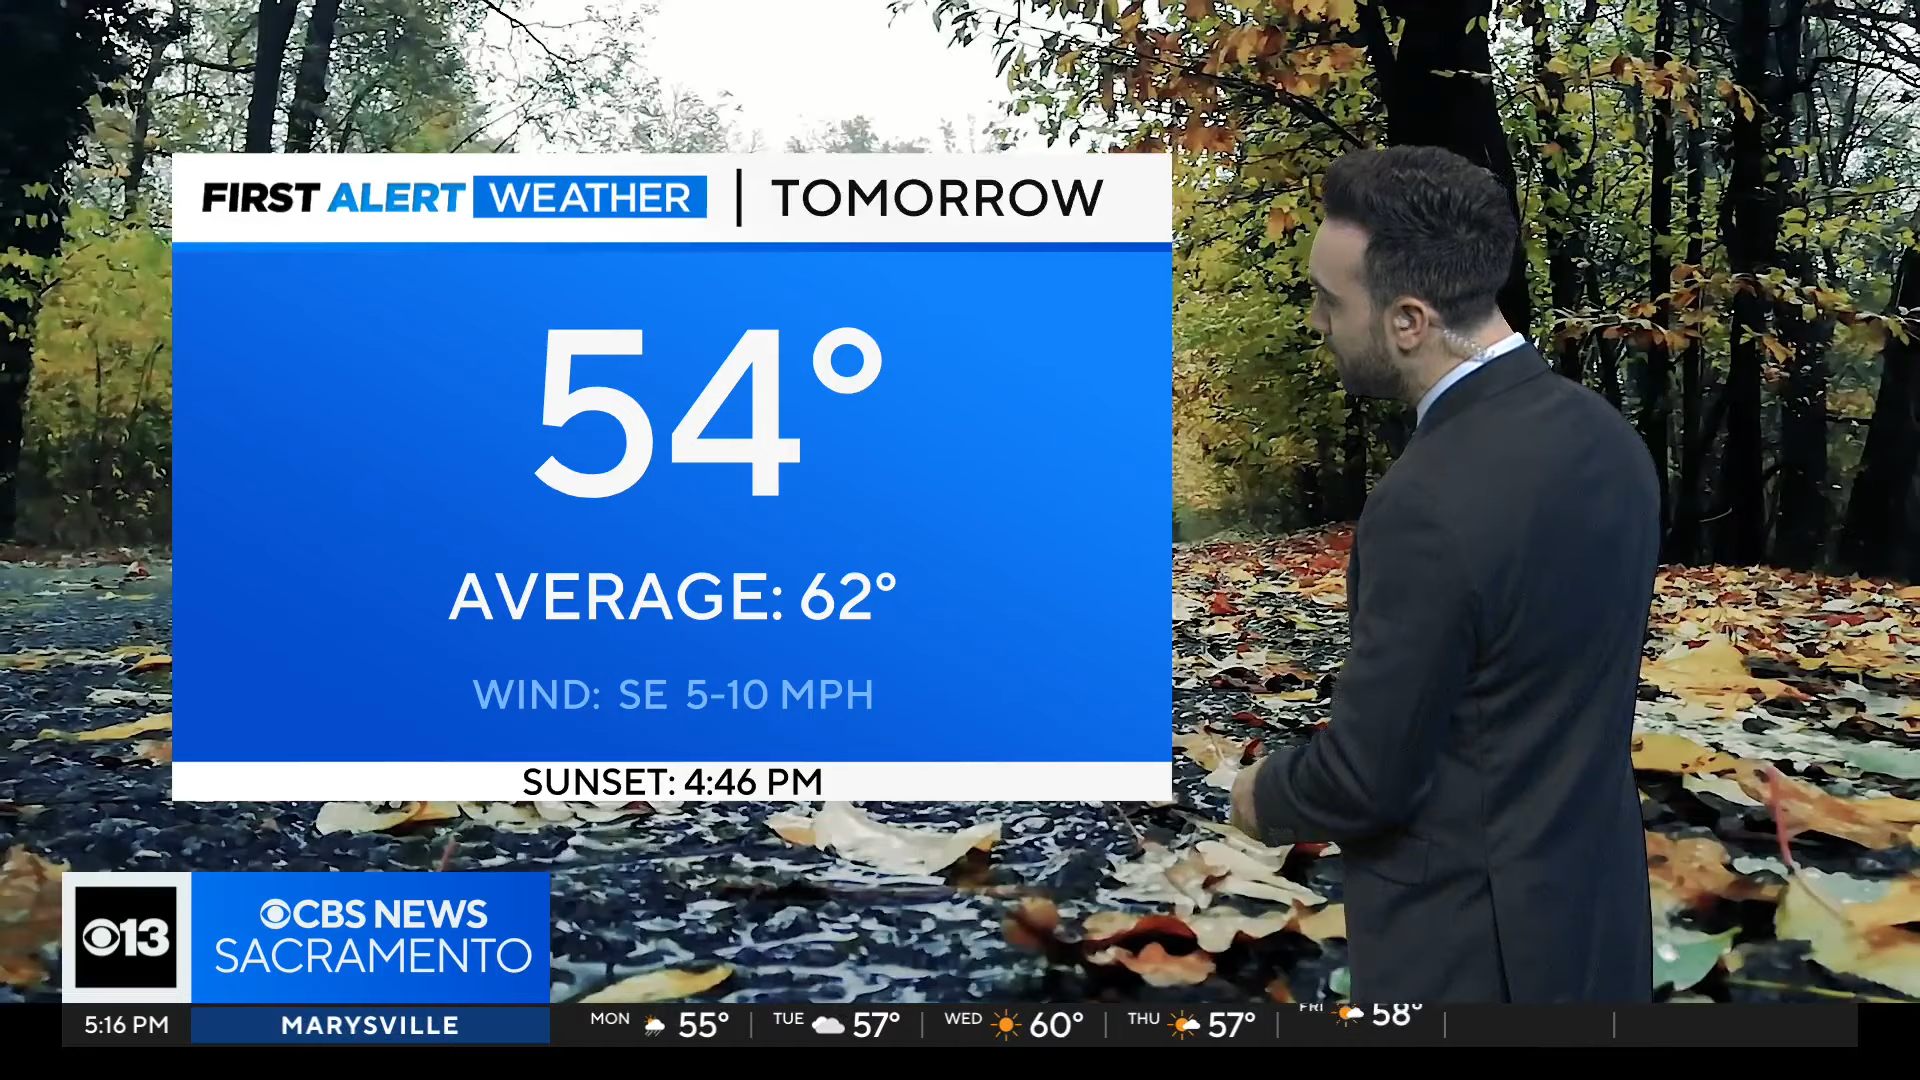 FIRST ALERT WEATHER | TOMORROW
54°
AVERAGE: 62°
WIND: SE 5-10 MPH
SUNSET: 4:46 PM
13
CBS NEWS
SACRAMENTO
5:16 PM
MARYSVILLE
MON 55° | TUE 57° | WED 60° | THU 57° | FRI 58° |